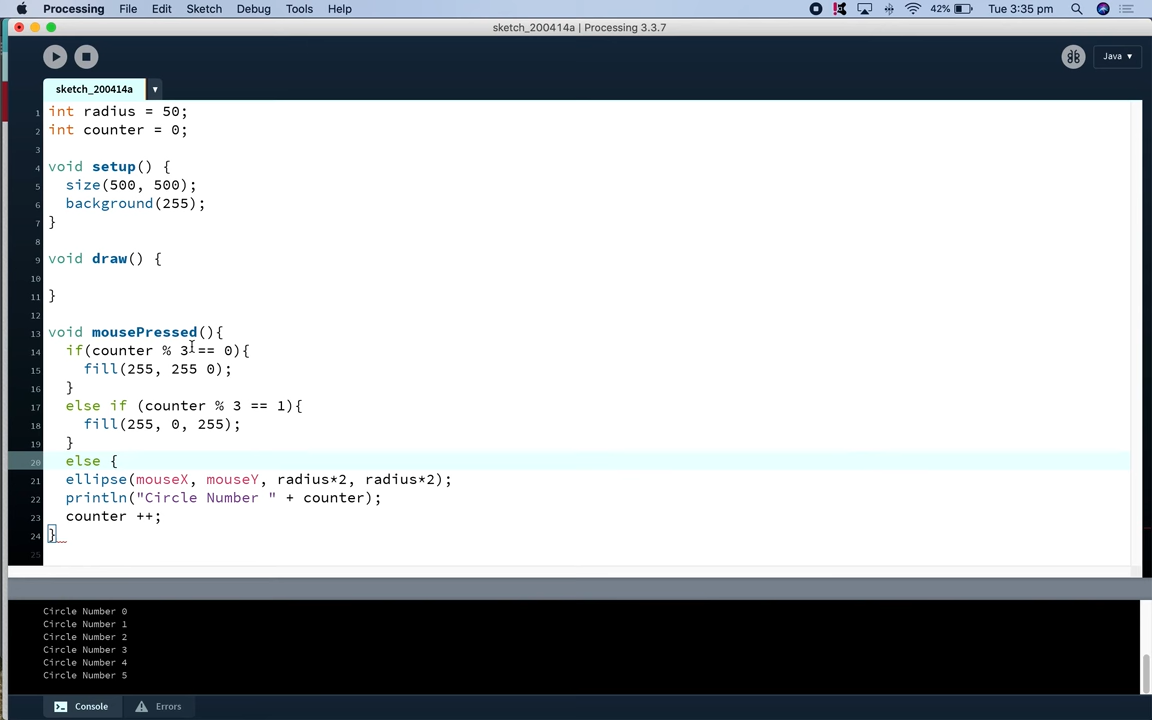 Processing File Edit Sketch Debug Tools Help 42% Tue 3:35 pm
sketch_200414a | Processing 3.3.7
Java ▾
sketch_200414a ▾
1 int radius = 50;
2 int counter = 0;
3
4 void setup() {
5 size(500, 500);
6 background(255);
7 }
8
9 void draw() {
10
11 }
12
13 void mousePressed(){
14 if(counter % 3 == 0){
15 fill(255, 255 0);
16 }
17 else if (counter % 3 == 1){
18 fill(255, 0, 255);
19 }
20 else {
21 ellipse(mouseX, mouseY, radius*2, radius*2);
22 println("Circle Number " + counter);
23 counter ++;
24 }
25
Circle Number 0
Circle Number 1
Circle Number 2
Circle Number 3
Circle Number 4
Circle Number 5
Console Errors